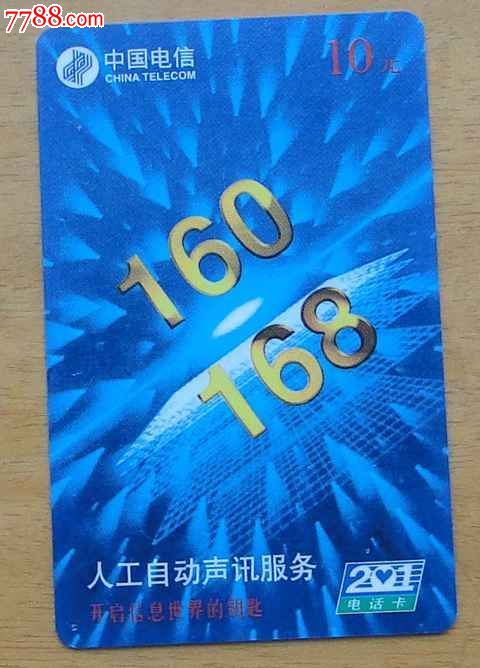 7788.com
中国电信
CHINA TELECOM
10元
160
168
人工自动声讯服务
开启信息世界的钥匙
201
电话卡